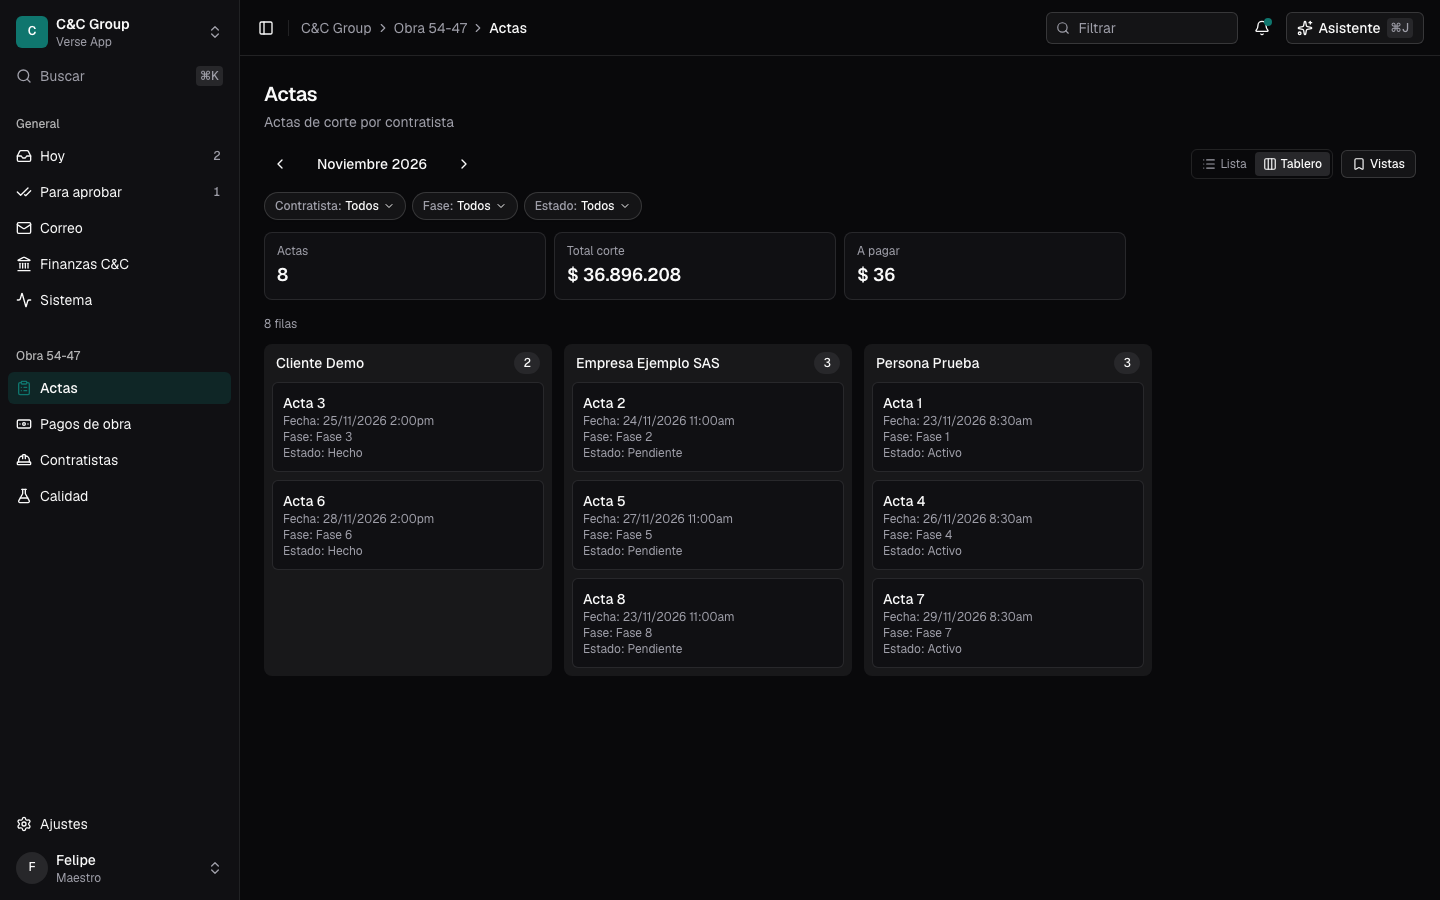 C
C&C Group
Verse App
Buscar
⌘K
General
Hoy
2
Para aprobar
1
Correo
Finanzas C&C
Sistema
Obra 54-47
Actas
Pagos de obra
Contratistas
Calidad
Ajustes
F
Felipe
Maestro
C&C Group > Obra 54-47 > Actas
Filtrar
Asistente ⌘J
Actas
Actas de corte por contratista
Noviembre 2026
Lista
Tablero
Vistas
Contratista: Todos
Fase: Todos
Estado: Todos
Actas
8
Total corte
$ 36.896.208
A pagar
$ 36
8 filas
Cliente Demo
2
Acta 3
Fecha: 25/11/2026 2:00pm
Fase: Fase 3
Estado: Hecho
Acta 6
Fecha: 28/11/2026 2:00pm
Fase: Fase 6
Estado: Hecho
Empresa Ejemplo SAS
3
Acta 2
Fecha: 24/11/2026 11:00am
Fase: Fase 2
Estado: Pendiente
Acta 5
Fecha: 27/11/2026 11:00am
Fase: Fase 5
Estado: Pendiente
Acta 8
Fecha: 23/11/2026 11:00am
Fase: Fase 8
Estado: Pendiente
Persona Prueba
3
Acta 1
Fecha: 23/11/2026 8:30am
Fase: Fase 1
Estado: Activo
Acta 4
Fecha: 26/11/2026 8:30am
Fase: Fase 4
Estado: Activo
Acta 7
Fecha: 29/11/2026 8:30am
Fase: Fase 7
Estado: Activo